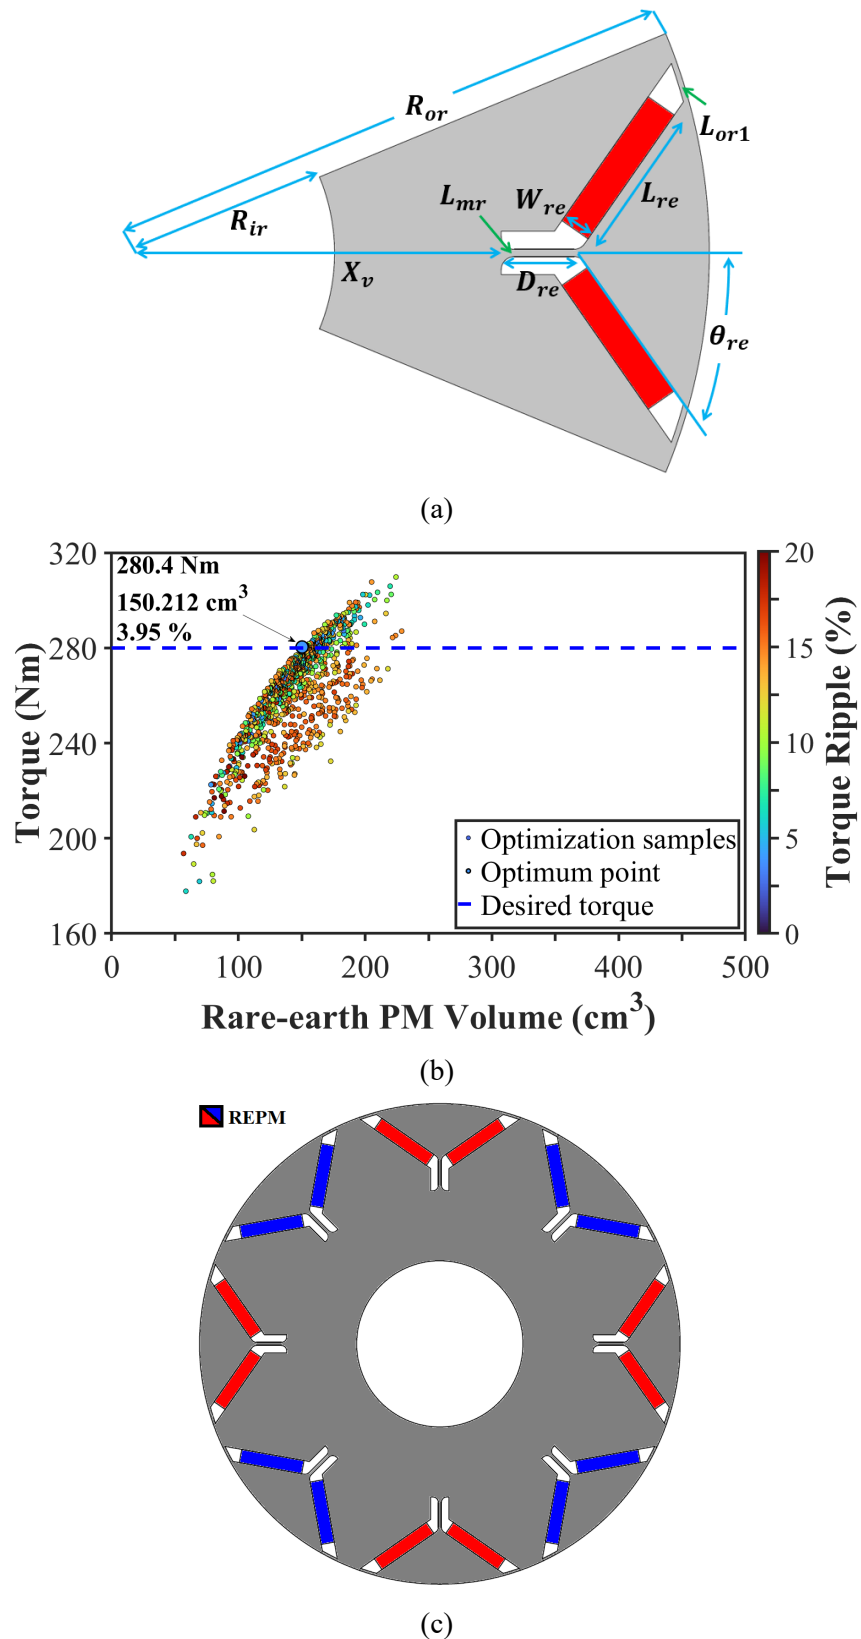 R_or
L_or1
L_mr
W_re
L_re
R_ir
X_v
D_re
θ_re
(a)
320
280
240
200
160
280.4 Nm
150.212 cm³
3.95 %
Optimization samples
Optimum point
Desired torque
0
100
200
300
400
500
Torque (Nm)
Rare-earth PM Volume (cm³)
20
15
10
5
0
Torque Ripple (%)
(b)
REPM
(c)